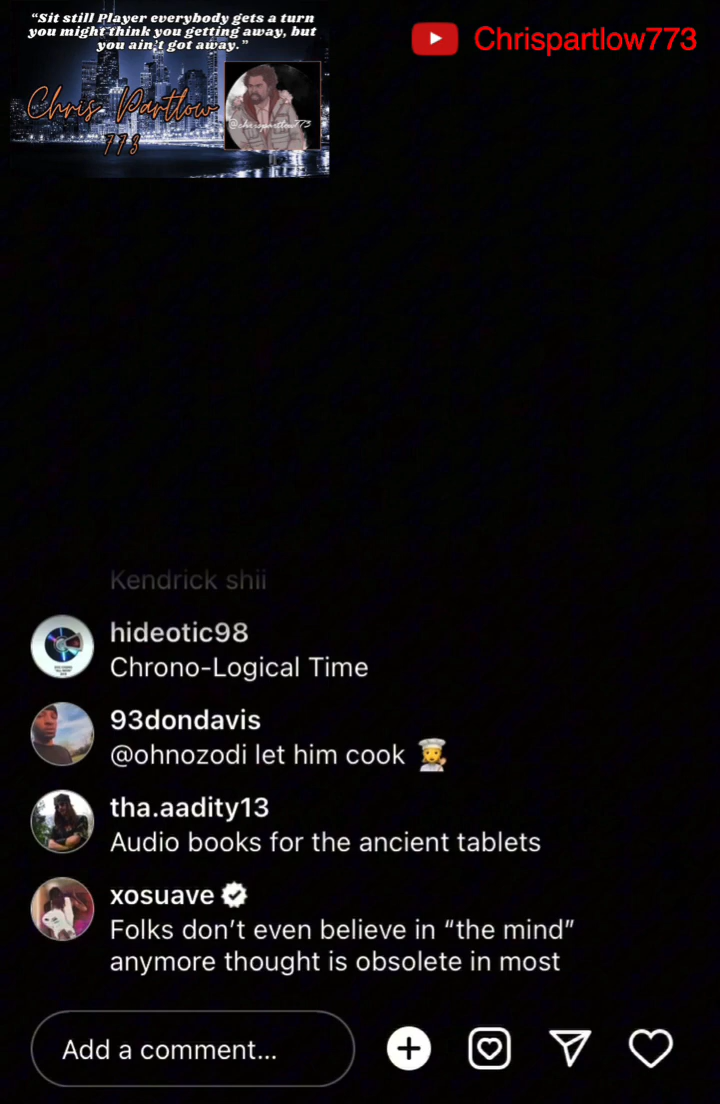 “Sit still Player everybody gets a turn
you might think you getting away, but
you ain't got away.”
Chrispartlow773
Chris Partlow
773
@chrispartlow773
Kendrick shii
hideotic98
Chrono-Logical Time
93dondavis
@ohnozodi let him cook 👩‍🍳
tha.aadity13
Audio books for the ancient tablets
xosuave
Folks don’t even believe in “the mind”
anymore thought is obsolete in most
Add a comment...